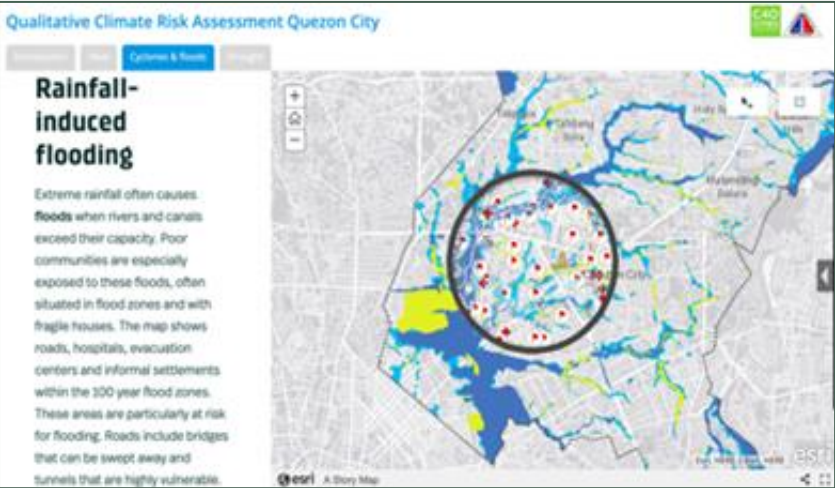 Qualitative Climate Risk Assessment Quezon City
C40
CITIES
Cyclones & floods
Rainfall-
induced
flooding
Extreme rainfall often causes
floods when rivers and canals
exceed their capacity. Poor
communities are especially
exposed to these floods, often
situated in flood zones and with
fragile houses. The map shows
roads, hospitals, evacuation
centers and informal settlements
within the 100 year flood zones.
These areas are particularly at risk
for flooding. Roads include bridges
that can be swept away and
tunnels that are highly vulnerable.
esri
esri A Story Map